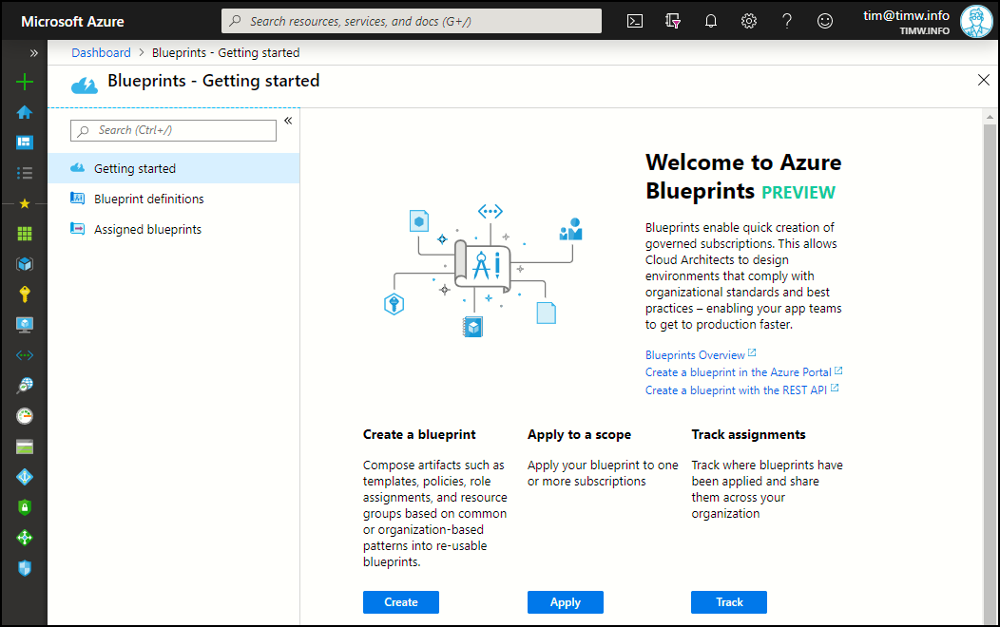 Microsoft Azure
Search resources, services, and docs (G+/)
tim@timw.info
TIMW.INFO
Dashboard > Blueprints - Getting started
Blueprints - Getting started
Search (Ctrl+/)
Getting started
Blueprint definitions
Assigned blueprints
Welcome to Azure
Blueprints PREVIEW
Blueprints enable quick creation of
governed subscriptions. This allows
Cloud Architects to design
environments that comply with
organizational standards and best
practices – enabling your app teams
to get to production faster.
Blueprints Overview
Create a blueprint in the Azure Portal
Create a blueprint with the REST API
Create a blueprint
Compose artifacts such as
templates, policies, role
assignments, and resource
groups based on common
or organization-based
patterns into re-usable
blueprints.
Create
Apply to a scope
Apply your blueprint to one
or more subscriptions
Apply
Track assignments
Track where blueprints have
been applied and share
them across your
organization
Track